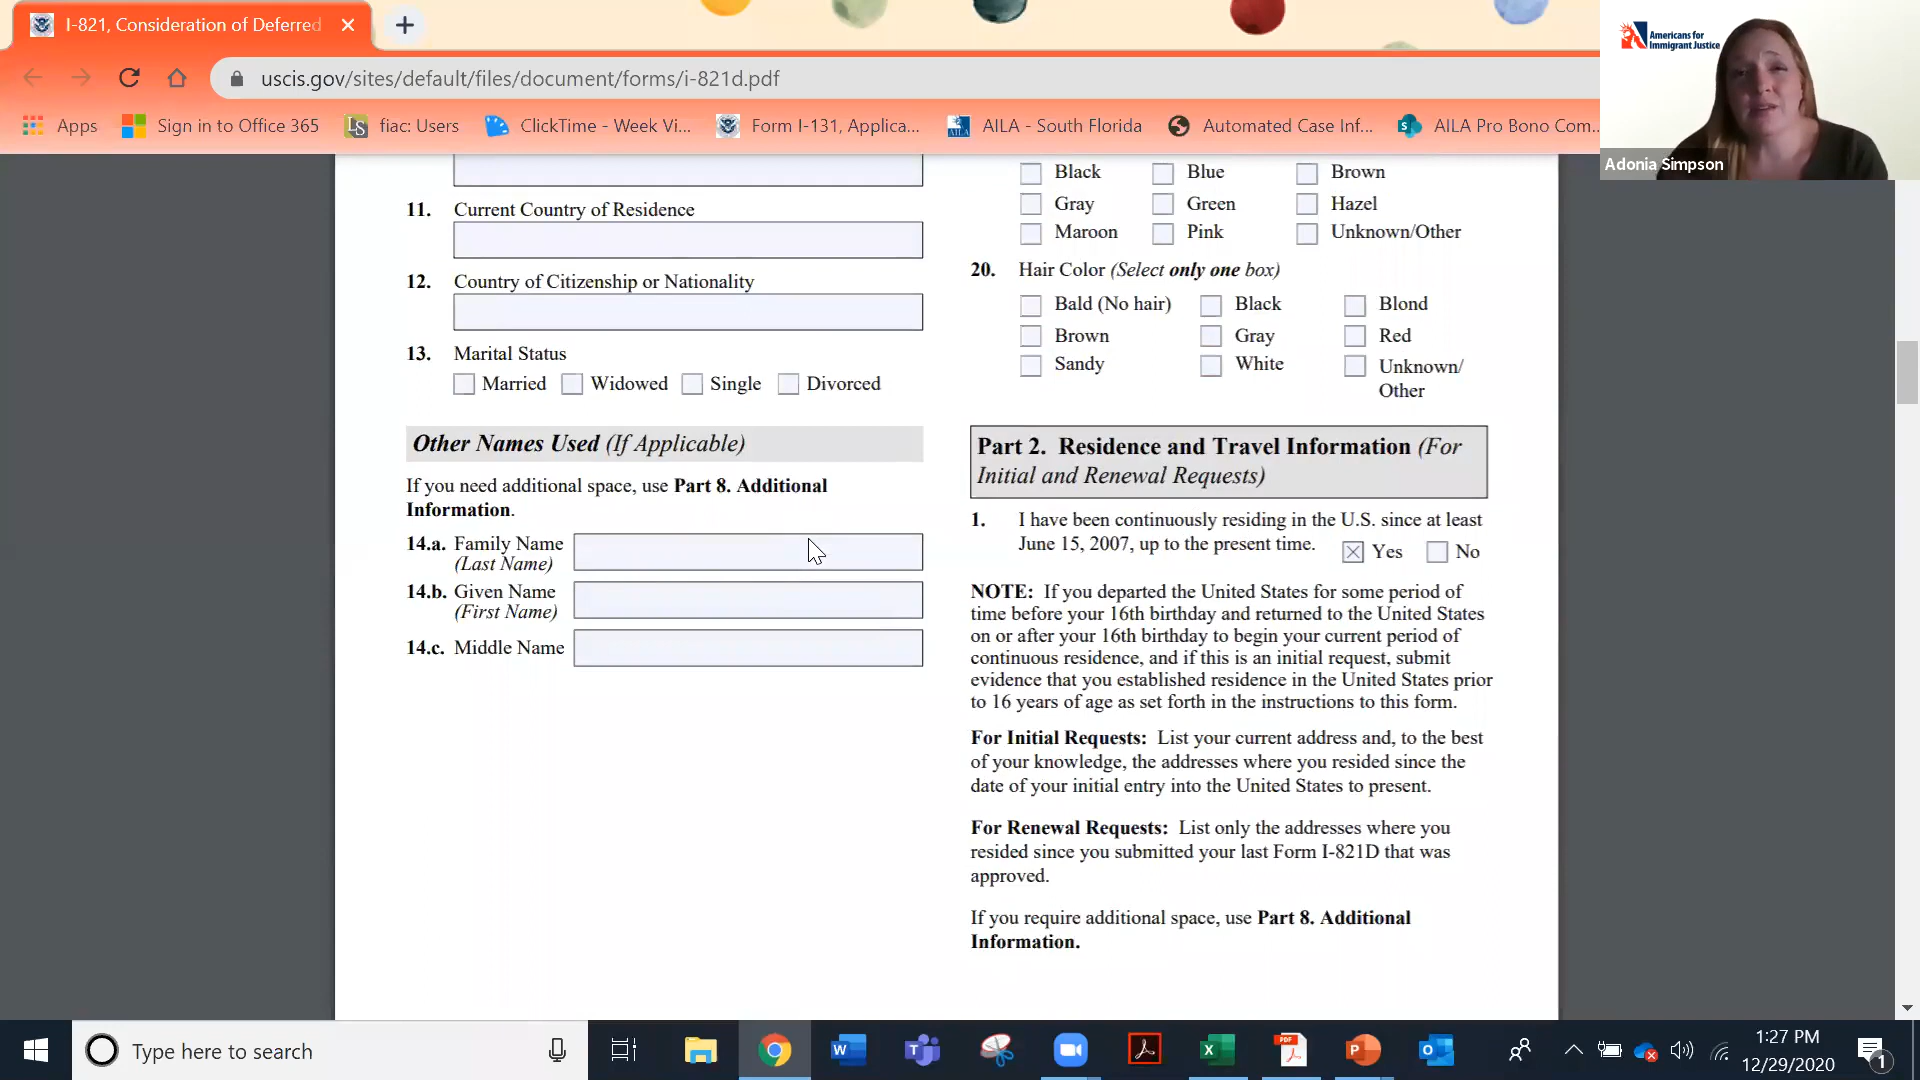 I-821, Consideration of Deferred
uscis.gov/sites/default/files/document/forms/i-821d.pdf
Apps
Sign in to Office 365
fiac: Users
ClickTime - Week Vi...
Form I-131, Applica...
AILA - South Florida
Automated Case Inf...
AILA Pro Bono Com...
Americans for
Immigrant Justice
Adonia Simpson
11. Current Country of Residence
12. Country of Citizenship or Nationality
13. Marital Status
Married Widowed Single Divorced
Other Names Used (If Applicable)
If you need additional space, use Part 8. Additional
Information.
14.a. Family Name
(Last Name)
14.b. Given Name
(First Name)
14.c. Middle Name
Black Blue Brown
Gray Green Hazel
Maroon Pink Unknown/Other
20. Hair Color (Select only one box)
Bald (No hair) Black Blond
Brown Gray Red
Sandy White Unknown/
Other
Part 2. Residence and Travel Information (For
Initial and Renewal Requests)
1. I have been continuously residing in the U.S. since at least
June 15, 2007, up to the present time. Yes No
NOTE: If you departed the United States for some period of
time before your 16th birthday and returned to the United States
on or after your 16th birthday to begin your current period of
continuous residence, and if this is an initial request, submit
evidence that you established residence in the United States prior
to 16 years of age as set forth in the instructions to this form.
For Initial Requests: List your current address and, to the best
of your knowledge, the addresses where you resided since the
date of your initial entry into the United States to present.
For Renewal Requests: List only the addresses where you
resided since you submitted your last Form I-821D that was
approved.
If you require additional space, use Part 8. Additional
Information.
Type here to search
1:27 PM
12/29/2020
1